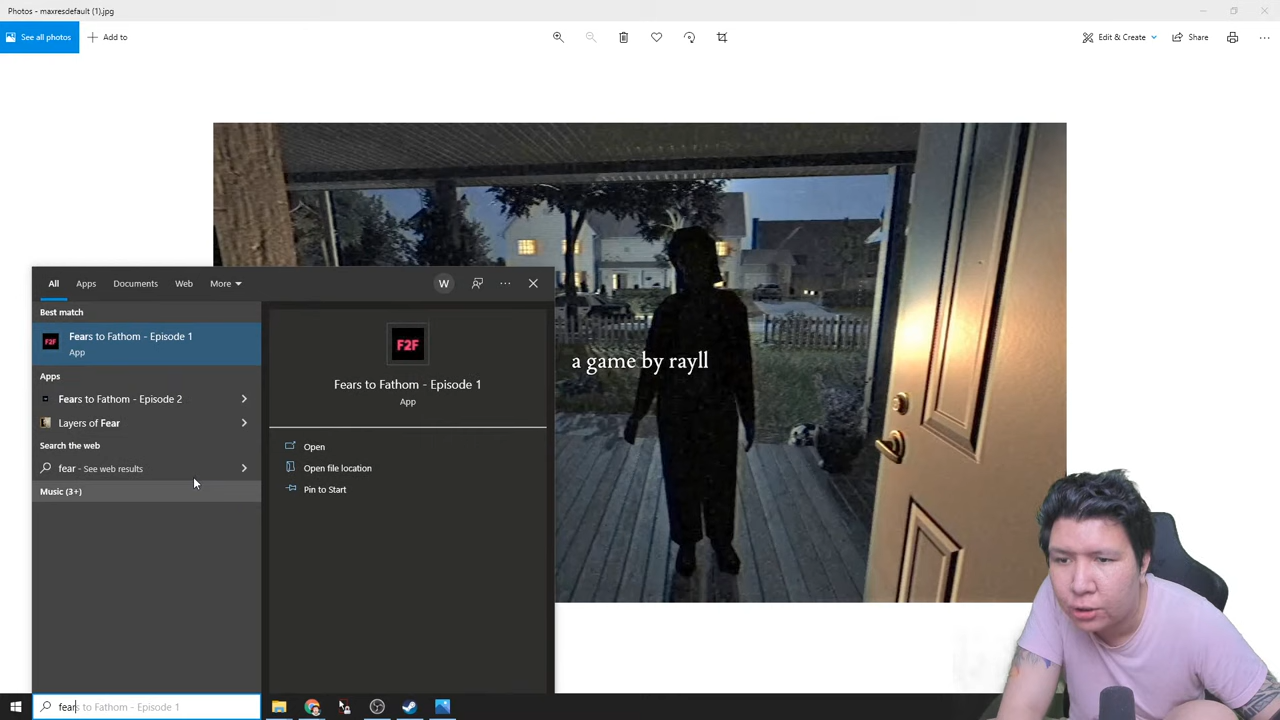 Photos - maxresdefault (1).jpg
See all photos
Add to
Edit & Create
Share
a game by rayll
All
Apps
Documents
Web
More
W
Best match
Fears to Fathom - Episode 1
App
Apps
Fears to Fathom - Episode 2
Layers of Fear
Search the web
fear - See web results
Music (3+)
F2F
F2F
Fears to Fathom - Episode 1
App
Open
Open file location
Pin to Start
fears to Fathom - Episode 1